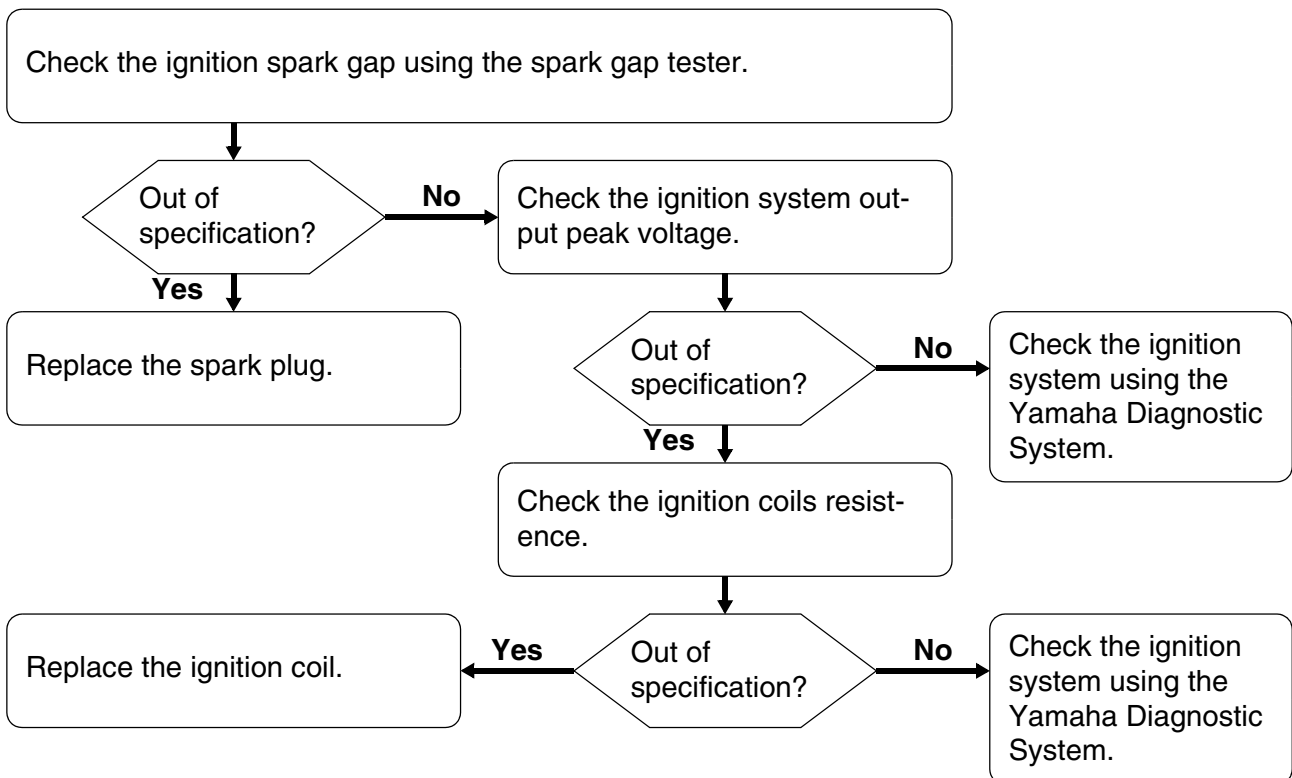 Check the ignition spark gap using the spark gap tester.
Out of
specification?
No
Check the ignition system out-
put peak voltage.
Yes
Replace the spark plug.
Out of
specification?
No
Check the ignition
system using the
Yamaha Diagnostic
System.
Yes
Check the ignition coils resist-
ence.
Replace the ignition coil.
Yes
Out of
specification?
No
Check the ignition
system using the
Yamaha Diagnostic
System.